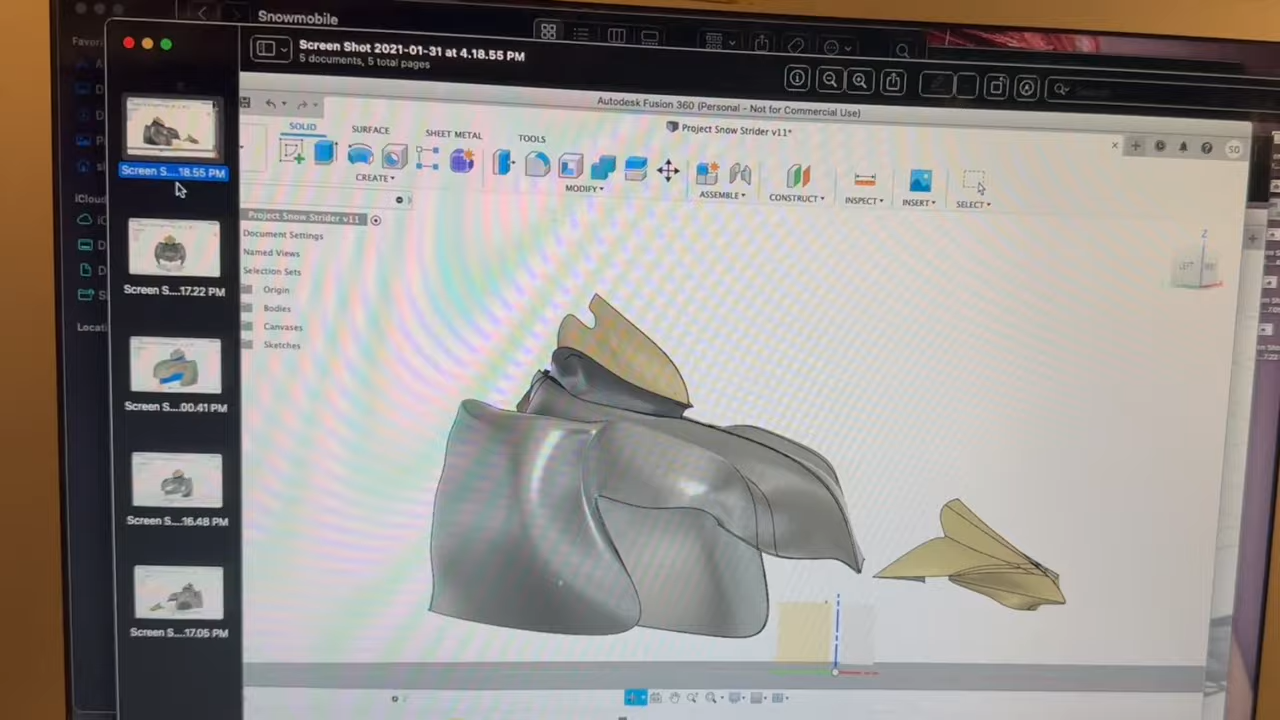 Snowmobile
Screen Shot 2021-01-31 at 4.18.55 PM
5 documents, 5 total pages
Autodesk Fusion 360 (Personal - Not for Commercial Use)
Project Snow Strider v11*
SOLID
SURFACE
SHEET METAL
TOOLS
CREATE
MODIFY
ASSEMBLE
CONSTRUCT
INSPECT
INSERT
SELECT
SO
Project Snow Strider v11
Document Settings
Named Views
Selection Sets
Origin
Bodies
Canvases
Sketches
Z
LEFT
Screen S....18.55 PM
Screen S....17.22 PM
Screen S....00.41 PM
Screen S....16.48 PM
Screen S....17.05 PM
iCloud